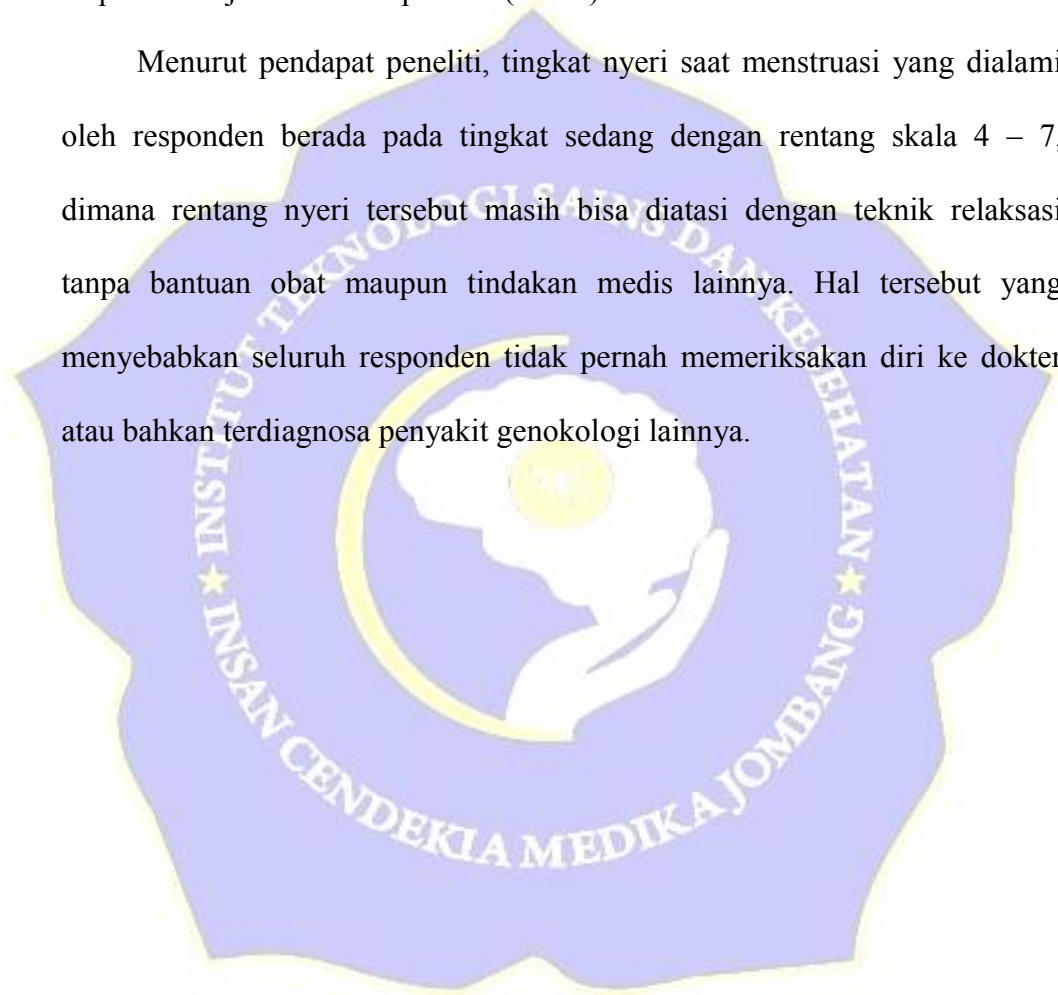 Menurut pendapat peneliti, tingkat nyeri saat menstruasi yang dialami
oleh responden berada pada tingkat sedang dengan rentang skala 4 – 7,
dimana rentang nyeri tersebut masih bisa diatasi dengan teknik relaksasi
tanpa bantuan obat maupun tindakan medis lainnya. Hal tersebut yang
menyebabkan seluruh responden tidak pernah memeriksakan diri ke dokter
atau bahkan terdiagnosa penyakit genokologi lainnya.
INSTITUT TEKNOLOGI SAINS DAN KESEHATAN
INSAN CENDEKIA MEDIKA JOMBANG